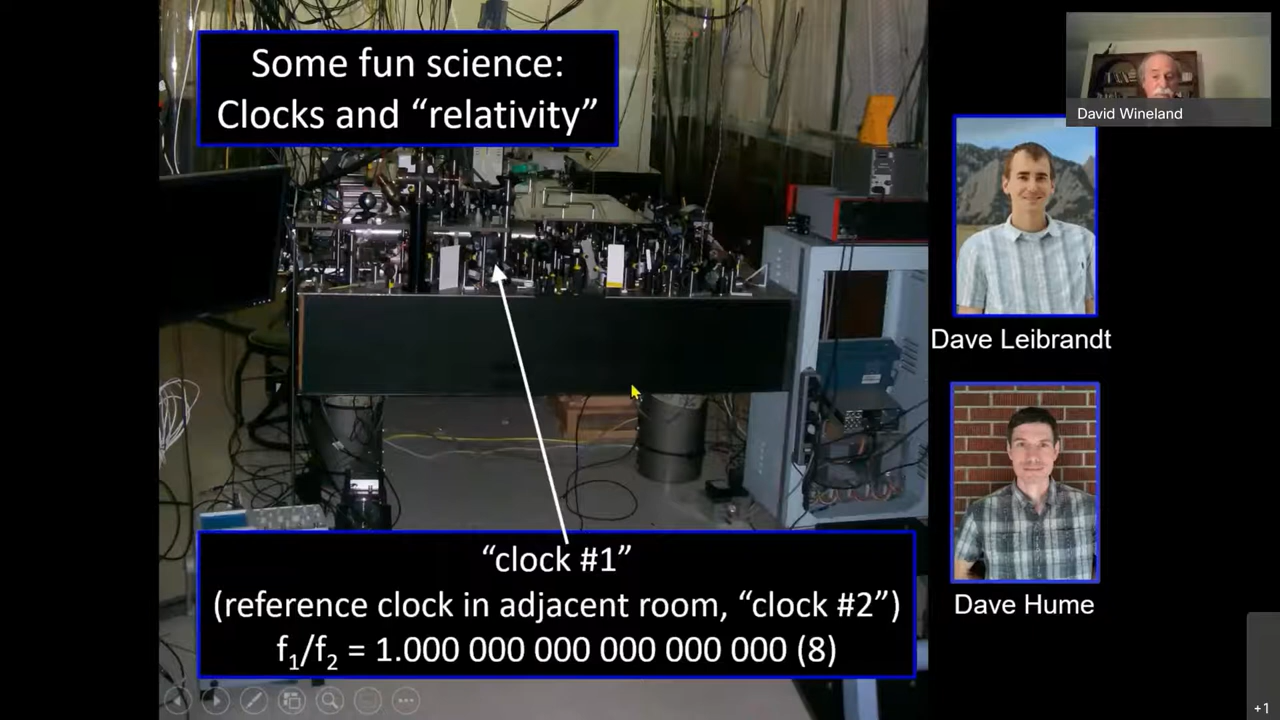 Some fun science:
Clocks and “relativity”
David Wineland
Dave Leibrandt
Dave Hume
“clock #1”
(reference clock in adjacent room, “clock #2”)
f₁/f₂ = 1.000 000 000 000 000 000 (8)
+1